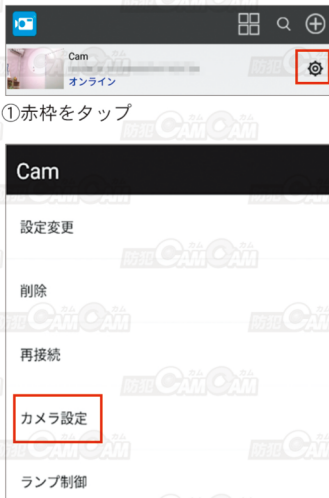 Cam
オンライン
①赤枠をタップ
Cam
設定変更
削除
再接続
カメラ設定
ランプ制御